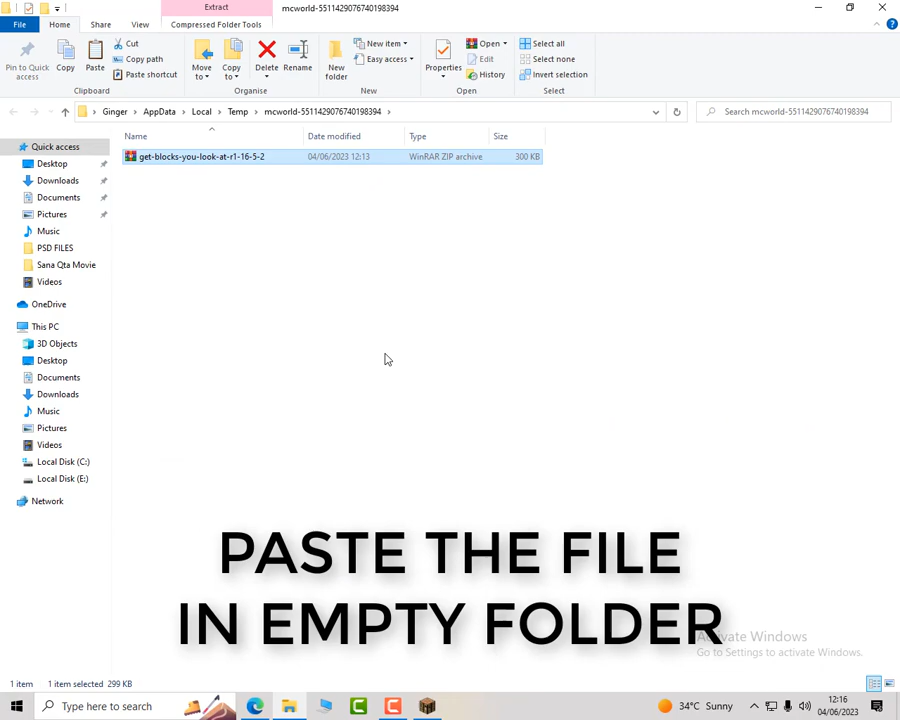 Extract
mcworld-5511429076740198394
File
Home
Share
View
Compressed Folder Tools
Pin to Quick access
Copy
Paste
Cut
Copy path
Paste shortcut
Clipboard
Move to
Copy to
Delete
Rename
Organise
New folder
New item
Easy access
New
Properties
Open
Edit
History
Open
Select all
Select none
Invert selection
Select
Ginger > AppData > Local > Temp > mcworld-5511429076740198394 >
Search mcworld-5511429076740198394
Name
Date modified
Type
Size
get-blocks-you-look-at-r1-16-5-2
04/06/2023 12:13
WinRAR ZIP archive
300 KB
Quick access
Desktop
Downloads
Documents
Pictures
Music
PSD FILES
Sana Qta Movie
Videos
OneDrive
This PC
3D Objects
Desktop
Documents
Downloads
Music
Pictures
Videos
Local Disk (C:)
Local Disk (E:)
Network
PASTE THE FILE
IN EMPTY FOLDER
Activate Windows
Go to Settings to activate Windows.
1 item
1 item selected 299 KB
Type here to search
34°C Sunny
12:16
04/06/2023